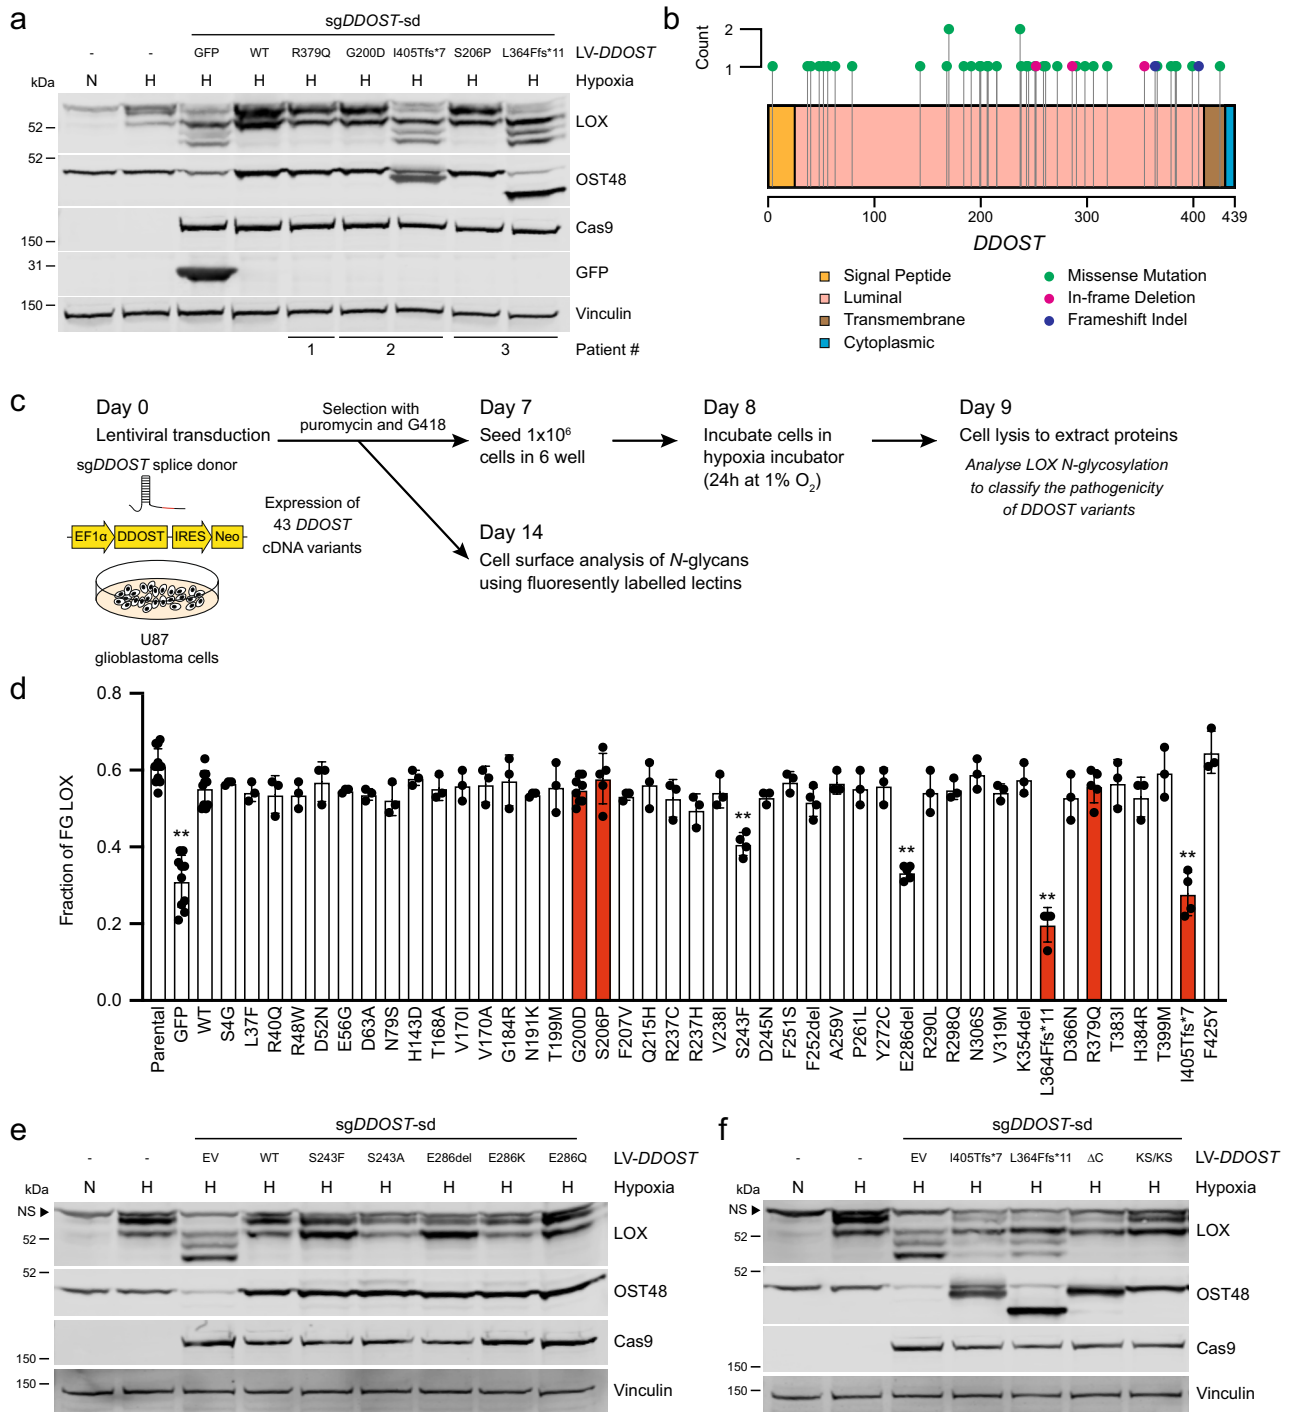 a
sgDDOST-sd
- - GFP WT R379Q G200D I405Tfs*7 S206P L364Ffs*11 LV-DDOST
kDa N H H H H H H H H Hypoxia
52 LOX
52 OST48
150 Cas9
31 GFP
150 Vinculin
1 2 3 Patient #
b
Count
2
1
0 100 200 300 400 439
DDOST
Signal Peptide
Luminal
Transmembrane
Cytoplasmic
Missense Mutation
In-frame Deletion
Frameshift Indel
c
Day 0
Lentiviral transduction
sgDDOST splice donor
EF1α DDOST IRES Neo
Expression of
43 DDOST
cDNA variants
U87
glioblastoma cells
Selection with
puromycin and G418
Day 7
Seed 1x10⁶
cells in 6 well
Day 8
Incubate cells in
hypoxia incubator
(24h at 1% O₂)
Day 9
Cell lysis to extract proteins
Analyse LOX N-glycosylation
to classify the pathogenicity
of DDOST variants
Day 14
Cell surface analysis of N-glycans
using fluoresently labelled lectins
d
Fraction of FG LOX
0.8
0.6
0.4
0.2
0.0
**
**
**
**
**
Parental
GFP
WT
S4G
L37F
R40Q
R48W
D52N
E56G
D63A
N79S
H143D
T168A
V170I
V170A
G184R
N191K
T199M
G200D
S206P
F207V
Q215H
R237C
R237H
V238I
S243F
D245N
F251S
F252del
A259V
P261L
Y272C
E286del
R290L
R298Q
N306S
V319M
K354del
L364Ffs*11
D366N
R379Q
T383I
H384R
T399M
I405Tfs*7
F425Y
e
sgDDOST-sd
- - EV WT S243F S243A E286del E286K E286Q LV-DDOST
kDa N H H H H H H H H Hypoxia
NS
52 LOX
52 OST48
150 Cas9
150 Vinculin
f
sgDDOST-sd
- - EV I405Tfs*7 L364Ffs*11 ΔC KS/KS LV-DDOST
kDa N H H H H H H Hypoxia
NS
52 LOX
52 OST48
150 Cas9
150 Vinculin